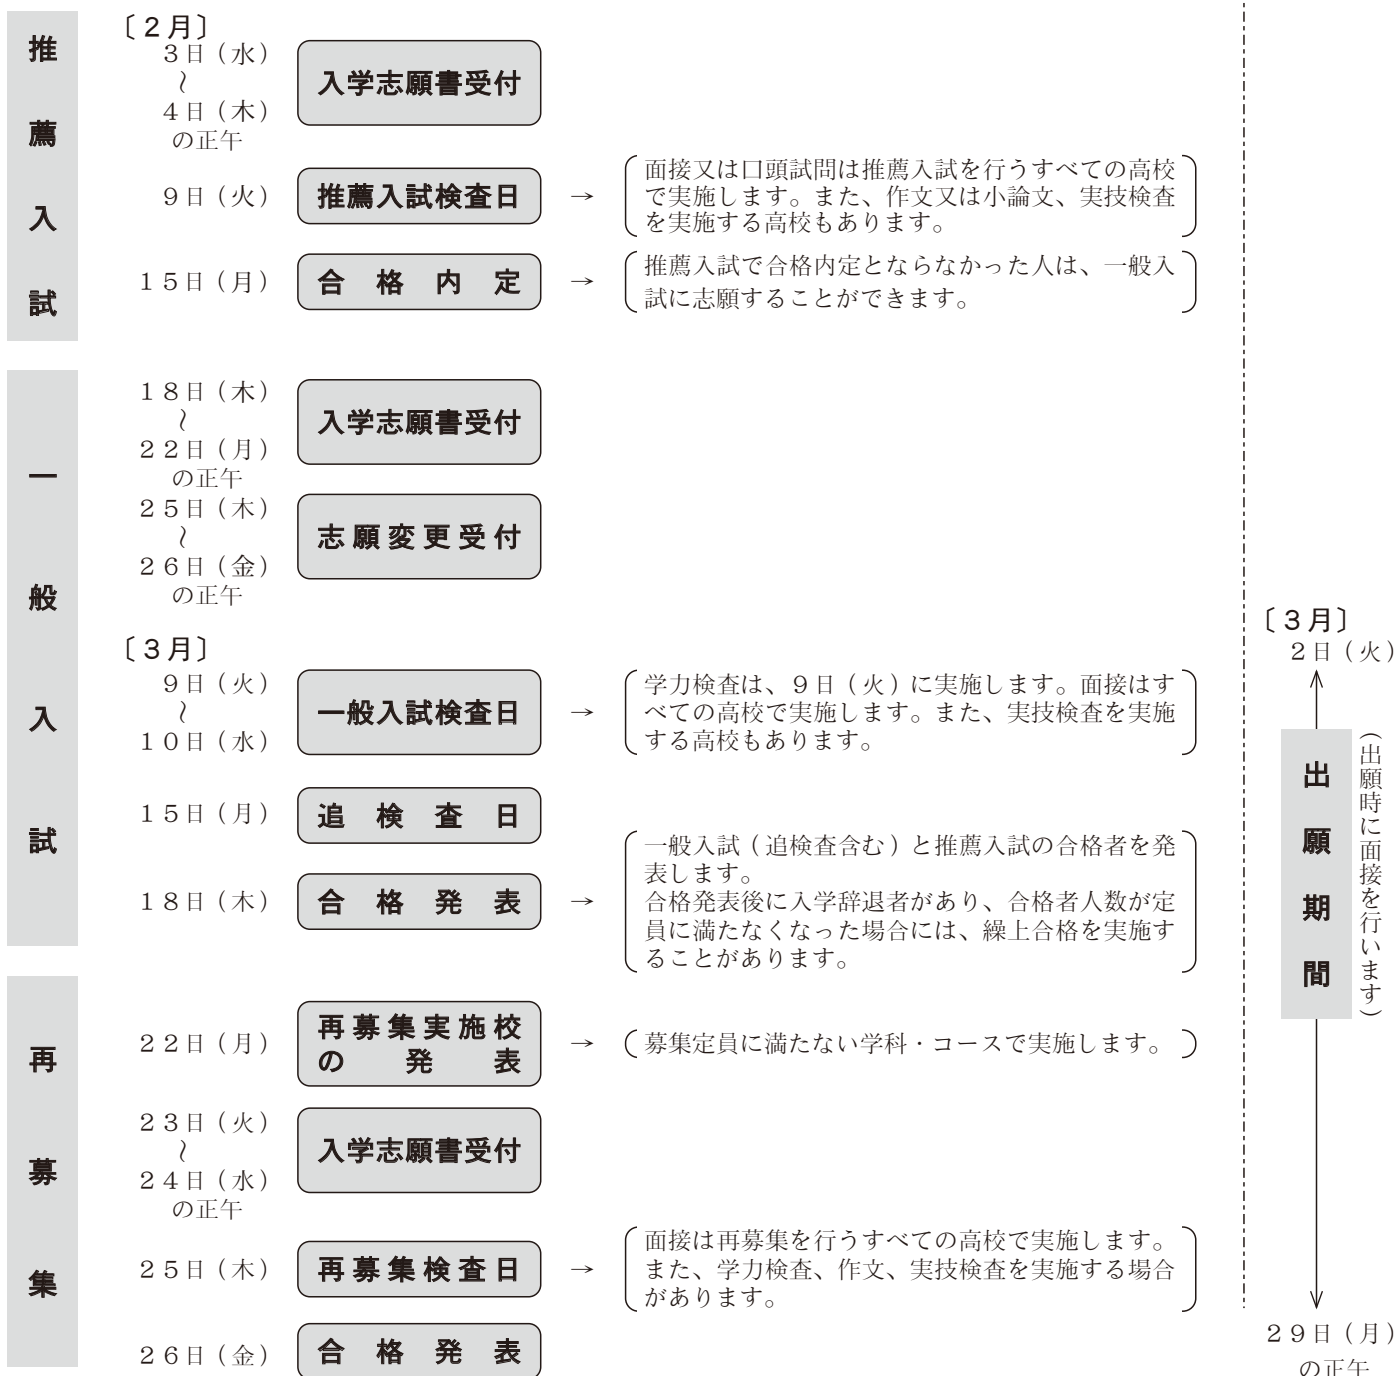 推薦入試
〔２月〕
３日（水）
～
４日（木）
の正午
入学志願書受付
９日（火）
推薦入試検査日
→
面接又は口頭試問は推薦入試を行うすべての高校
で実施します。また、作文又は小論文、実技検査
を実施する高校もあります。
１５日（月）
合格内定
→
推薦入試で合格内定とならなかった人は、一般入
試に志願することができます。
一般入試
１８日（木）
～
２２日（月）
の正午
入学志願書受付
２５日（木）
～
２６日（金）
の正午
志願変更受付
〔３月〕
９日（火）
～
１０日（水）
一般入試検査日
→
学力検査は、９日（火）に実施します。面接はす
べての高校で実施します。また、実技検査を実施
する高校もあります。
１５日（月）
追検査日
１８日（木）
合格発表
→
一般入試（追検査含む）と推薦入試の合格者を発
表します。
合格発表後に入学辞退者があり、合格者人数が定
員に満たなくなった場合には、繰上合格を実施す
ることがあります。
再募集
２２日（月）
再募集実施校
の発表
→
（募集定員に満たない学科・コースで実施します。）
２３日（火）
～
２４日（水）
の正午
入学志願書受付
２５日（木）
再募集検査日
→
面接は再募集を行うすべての高校で実施します。
また、学力検査、作文、実技検査を実施する場合
があります。
２６日（金）
合格発表
〔３月〕
２日（火）
出願期間
（出願時に面接を行います）
２９日（月）
の正午